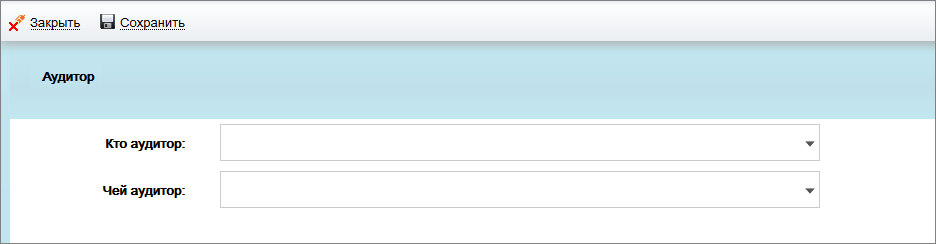 Закрыть Сохранить
Аудитор
Кто аудитор:
Чей аудитор: